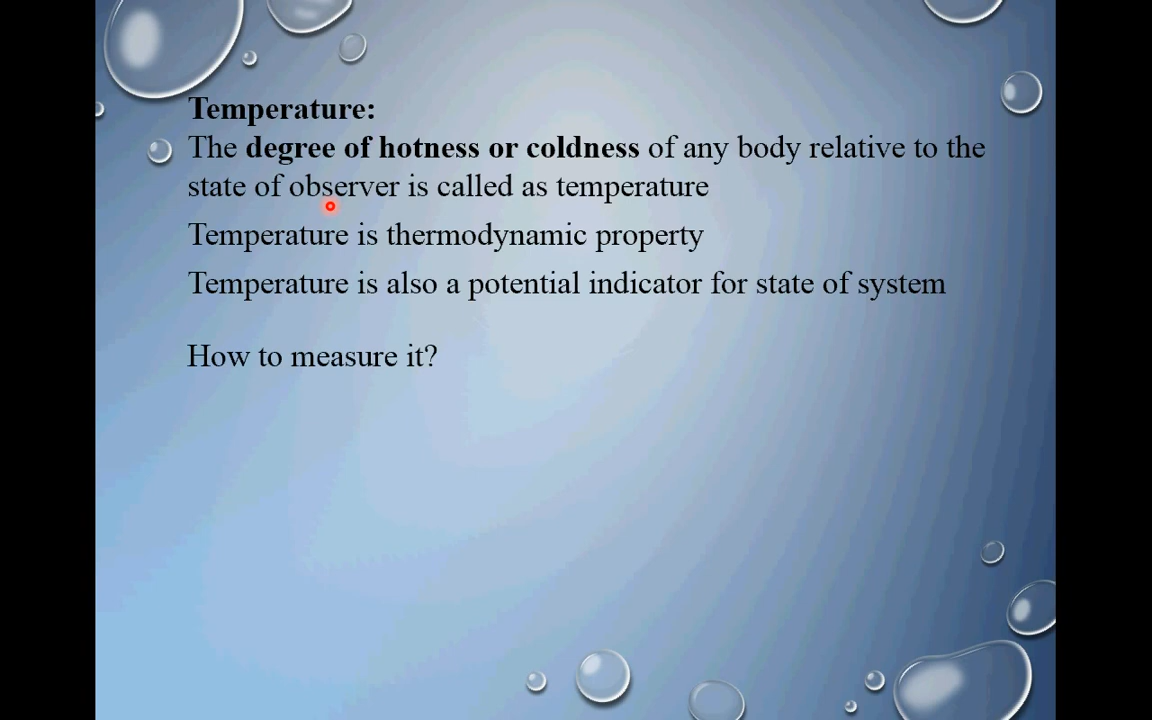 Temperature:
The degree of hotness or coldness of any body relative to the
state of observer is called as temperature
Temperature is thermodynamic property
Temperature is also a potential indicator for state of system
How to measure it?